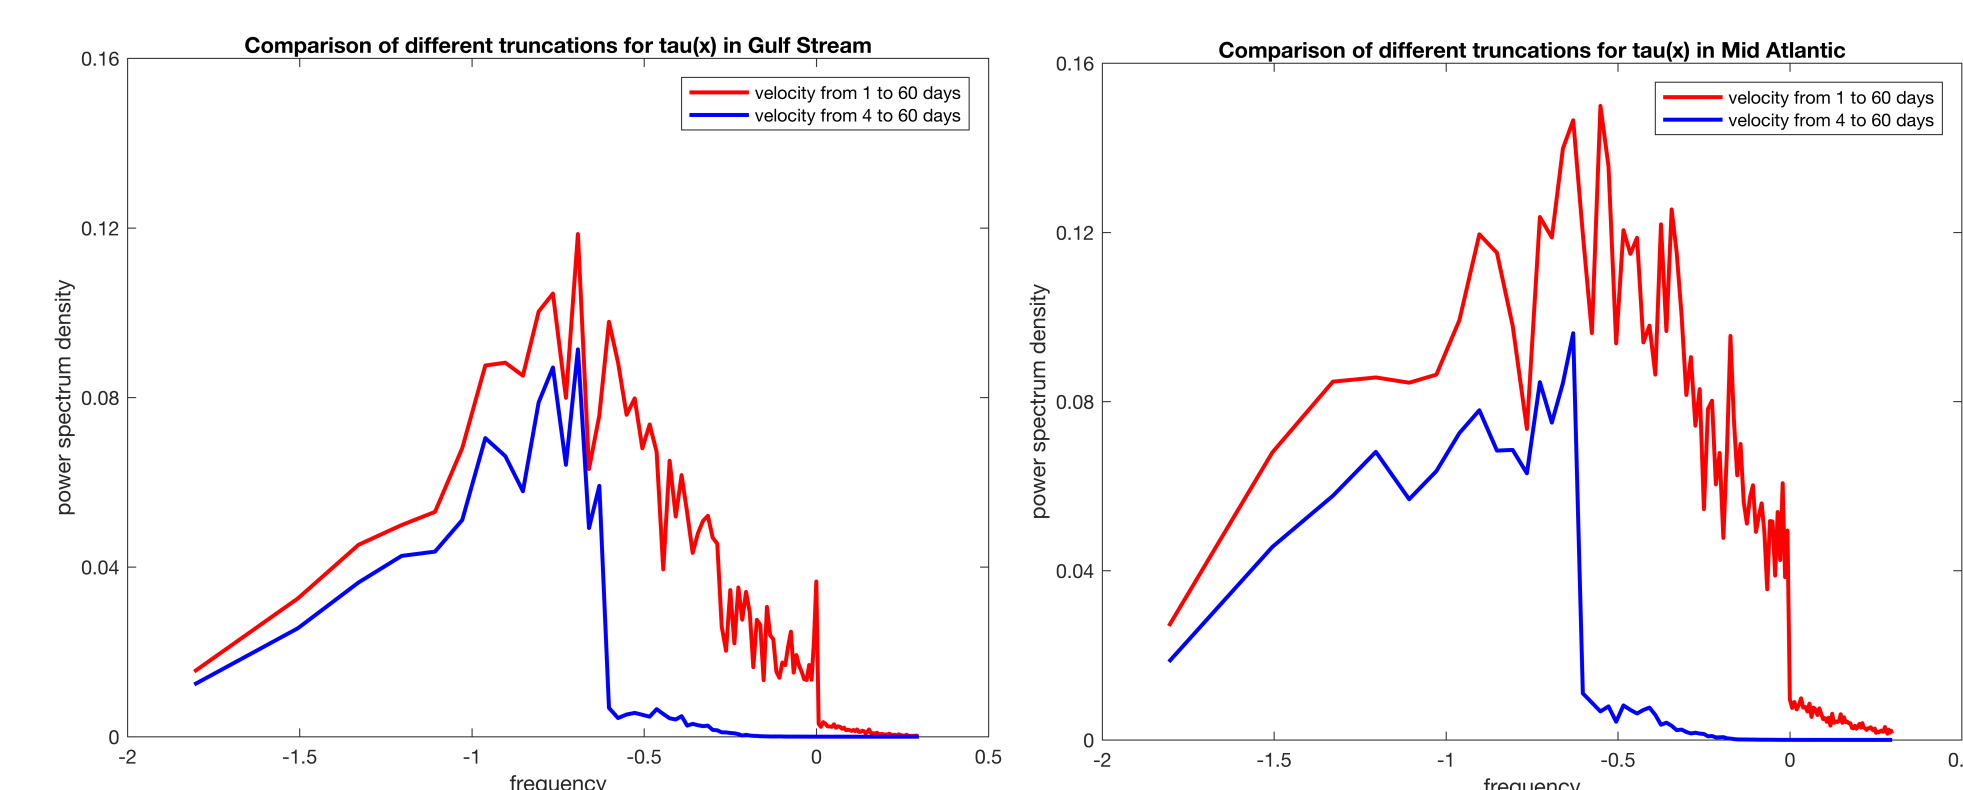 Comparison of different truncations for tau(x) in Gulf Stream
velocity from 1 to 60 days
velocity from 4 to 60 days
power spectrum density
0.16
0.12
0.08
0.04
0
-2
-1.5
-1
-0.5
0
0.5
frequency
Comparison of different truncations for tau(x) in Mid Atlantic
velocity from 1 to 60 days
velocity from 4 to 60 days
power spectrum density
0.16
0.12
0.08
0.04
0
-2
-1.5
-1
-0.5
0
0.
frequency